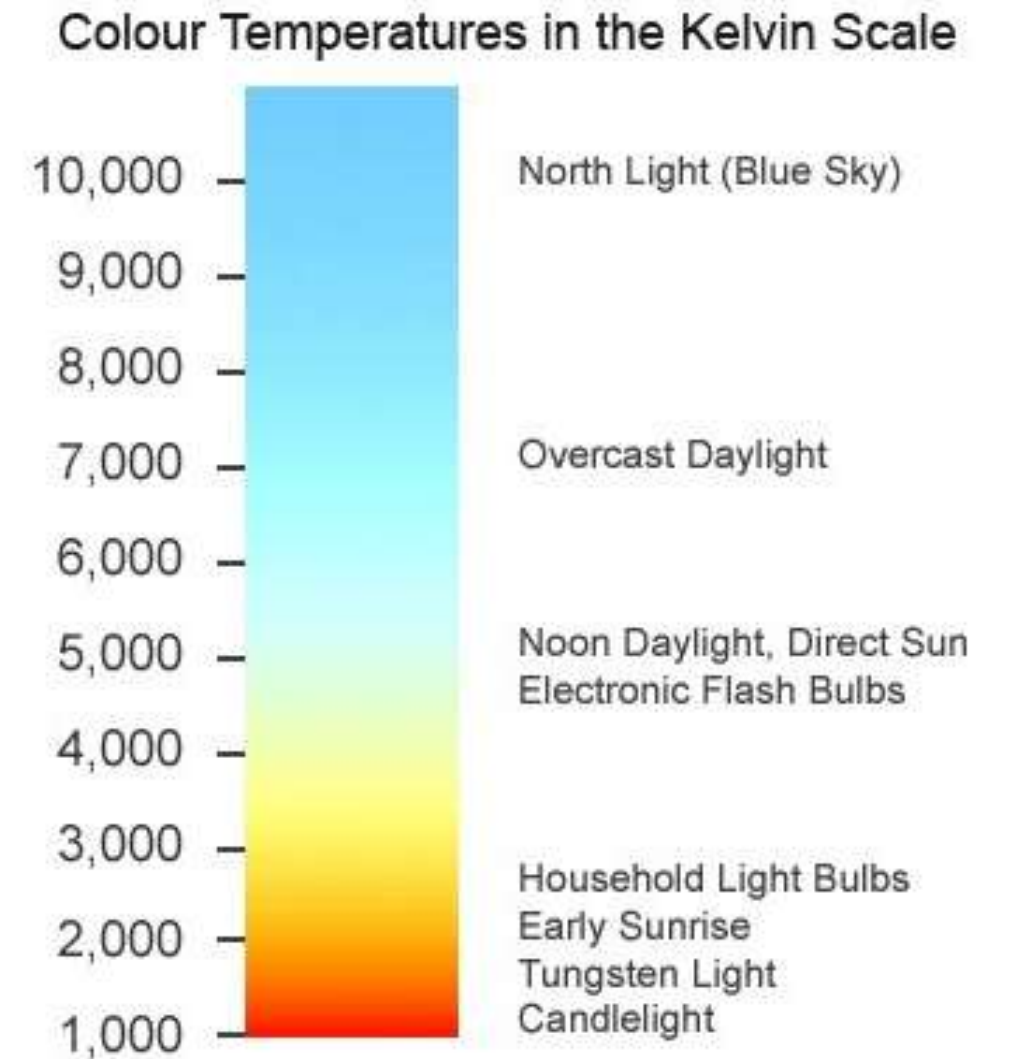 Colour Temperatures in the Kelvin Scale
10,000 North Light (Blue Sky)
9,000
8,000
7,000 Overcast Daylight
6,000
5,000 Noon Daylight, Direct Sun
Electronic Flash Bulbs
4,000
3,000
Household Light Bulbs
2,000 Early Sunrise
Tungsten Light
1,000 Candlelight